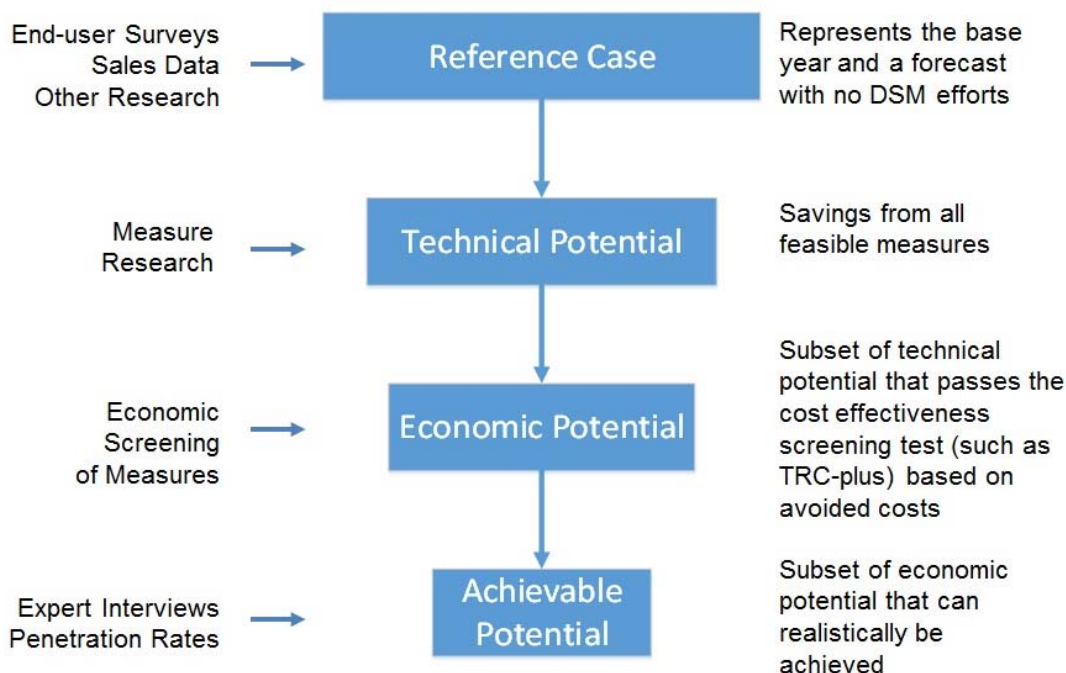 End-user Surveys
Sales Data
Other Research
Reference Case
Represents the base
year and a forecast
with no DSM efforts
Measure
Research
Technical Potential
Savings from all
feasible measures
Economic
Screening
of Measures
Economic Potential
Subset of technical
potential that passes the
cost effectiveness
screening test (such as
TRC-plus) based on
avoided costs
Expert Interviews
Penetration Rates
Achievable
Potential
Subset of economic
potential that can
realistically be
achieved